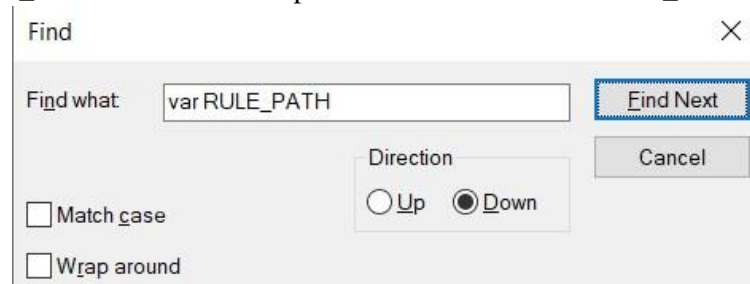 Find
Find what: var RULE_PATH Find Next
Direction Cancel
Up Down
Match case
Wrap around